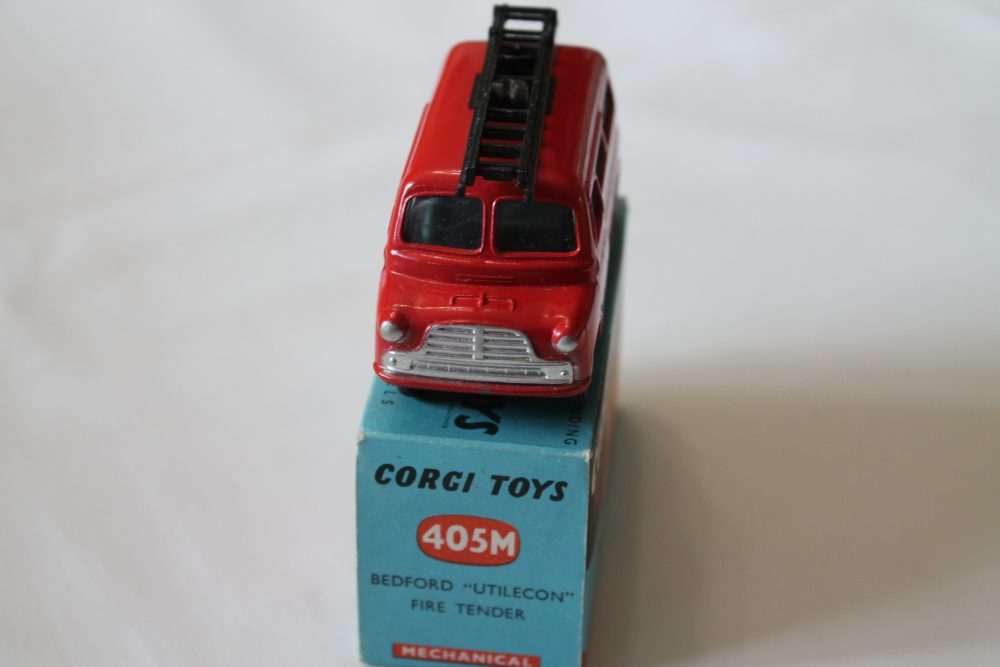 CORGI TOYS
405M
BEDFORD "UTILECON"
FIRE TENDER
MECHANICAL